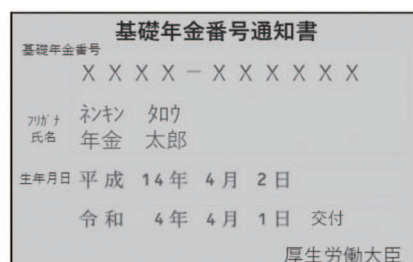 基礎年金番号通知書
基礎年金番号
XXXX-XXXXXX
フリガナ ネンキン タロウ
氏名 年金 太郎
生年月日 平成 14年 4月 2日
令和 4年 4月 1日 交付
厚生労働大臣